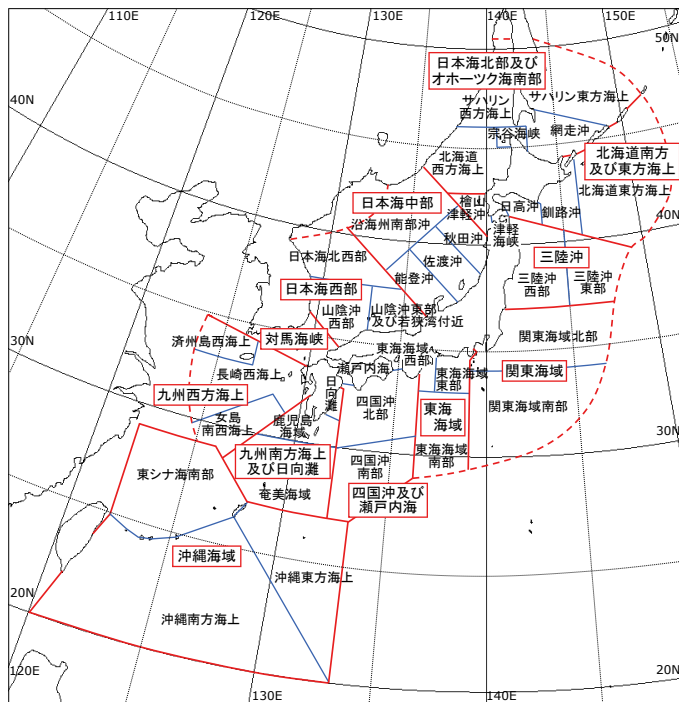 110E
120E
130E
140E
150E
50N
40N
日本海北部及び
オホーツク海南部
サハリン
西方海上
サハリン東方海上
宗谷海峡
網走沖
北海道
西方海上
北海道南方
及び東方海上
北海道東方海上
日本海中部
檜山
津軽沖
日高沖
釧路沖
40N
沿海州南部沖
秋田沖
津軽
海峡
日本海北西部
佐渡沖
三陸沖
能登沖
三陸沖
西部
三陸沖
東部
日本海西部
山陰沖
西部
山陰沖東部
及び若狭湾付近
30N
済州島西海上
対馬海峡
関東海域北部
東海海域
西部
長崎西海上
瀬戸内海
日
向
灘
東海海域
東部
関東海域
九州西方海上
四国沖
北部
女島
南西海上
鹿児島
海域
東海
海域
関東海域南部
30N
九州南方海上
及び日向灘
東海海域
南部
四国沖
南部
東シナ海南部
奄美海域
四国沖及び
瀬戸内海
沖縄海域
沖縄東方海上
20N
沖縄南方海上
120E
130E
140E
20N